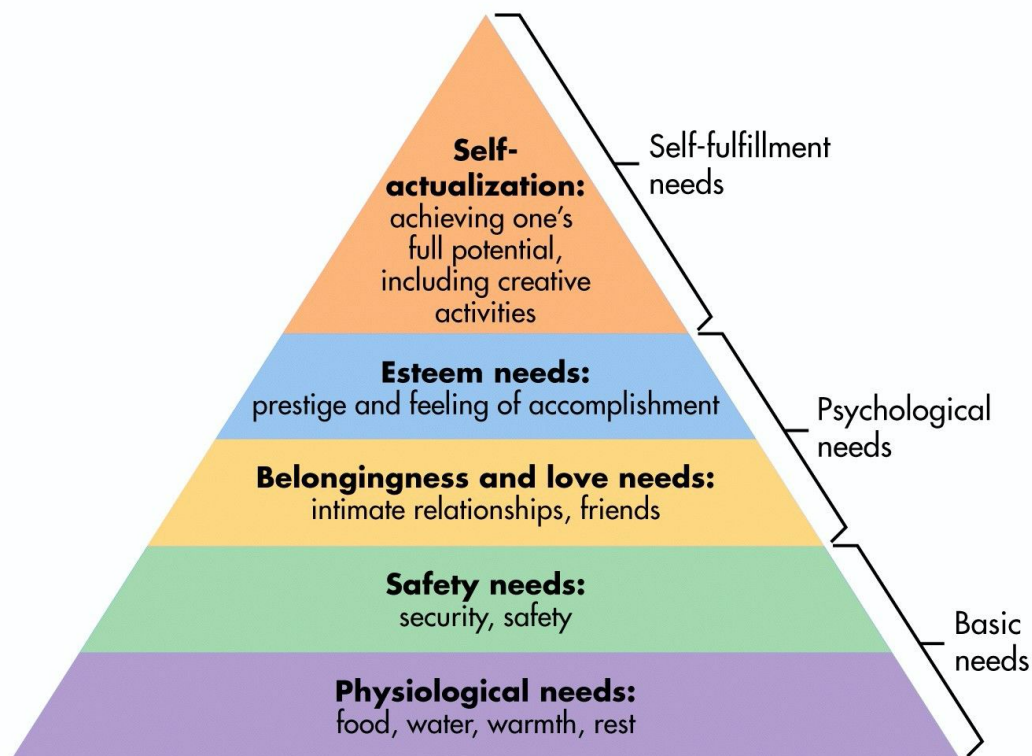 Self-
actualization:
achieving one's
full potential,
including creative
activities
Self-fulfillment
needs
Esteem needs:
prestige and feeling of accomplishment
Psychological
needs
Belongingness and love needs:
intimate relationships, friends
Safety needs:
security, safety
Basic
needs
Physiological needs:
food, water, warmth, rest